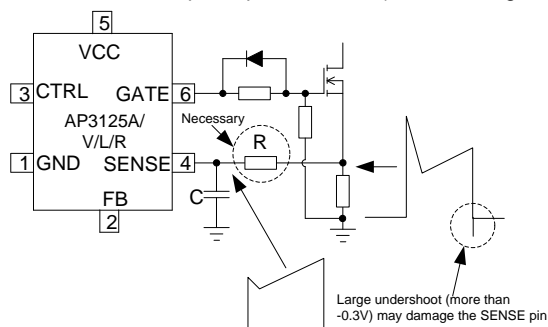 5
VCC
3 CTRL GATE 6
AP3125A/
V/L/R
Necessary
R
1 GND SENSE 4
C
FB
2
Large undershoot (more than
-0.3V) may damage the SENSE pin